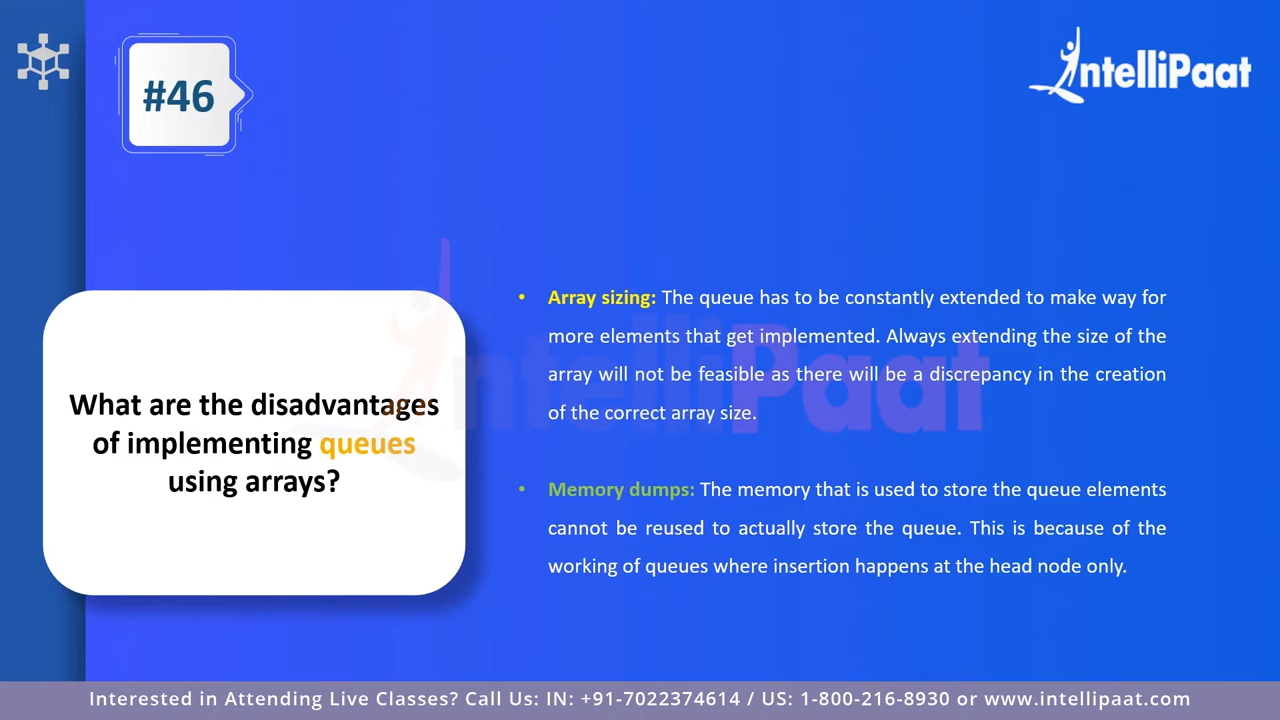 #46
IntelliPaat
What are the disadvantages
of implementing queues
using arrays?
• Array sizing: The queue has to be constantly extended to make way for
more elements that get implemented. Always extending the size of the
array will not be feasible as there will be a discrepancy in the creation
of the correct array size.
• Memory dumps: The memory that is used to store the queue elements
cannot be reused to actually store the queue. This is because of the
working of queues where insertion happens at the head node only.
IntelliPaat
Interested in Attending Live Classes? Call Us: IN: +91-7022374614 / US: 1-800-216-8930 or www.intellipaat.com